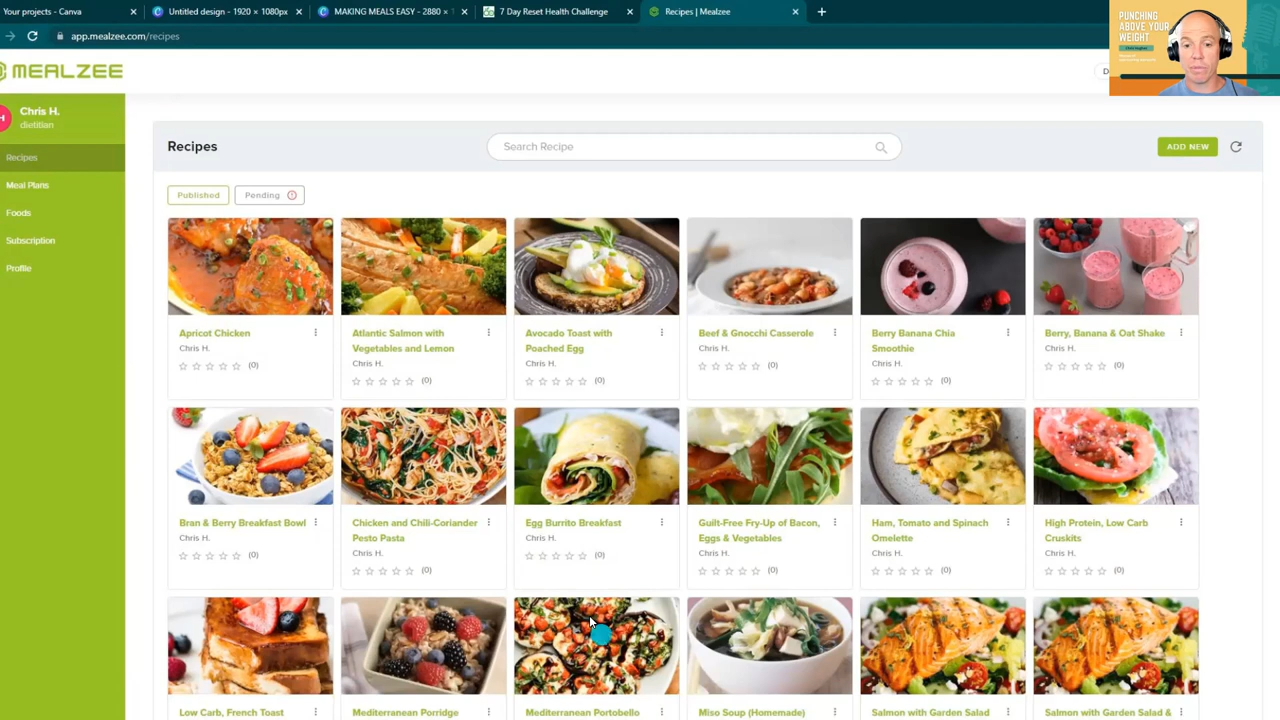 Your projects - Canva
Untitled design - 1920 × 1080px
MAKING MEALS EASY - 2880 ×
7 Day Reset Health Challenge
Recipes | Mealzee
app.mealzee.com/recipes
PUNCHING
ABOVE YOUR
WEIGHT
MEALZEE
D
H
Chris H.
dietitian
Recipes
Meal Plans
Foods
Subscription
Profile
Recipes
Search Recipe
ADD NEW
Published
Pending
Apricot Chicken
Chris H.
(0)
Atlantic Salmon with
Vegetables and Lemon
Chris H.
(0)
Avocado Toast with
Poached Egg
Chris H.
(0)
Beef & Gnocchi Casserole
Chris H.
(0)
Berry Banana Chia
Smoothie
Chris H.
(0)
Berry, Banana & Oat Shake
Chris H.
(0)
Bran & Berry Breakfast Bowl
Chris H.
(0)
Chicken and Chili-Coriander
Pesto Pasta
Chris H.
(0)
Egg Burrito Breakfast
Chris H.
(0)
Guilt-Free Fry-Up of Bacon,
Eggs & Vegetables
Chris H.
(0)
Ham, Tomato and Spinach
Omelette
Chris H.
(0)
High Protein, Low Carb
Cruskits
Chris H.
(0)
Low Carb, French Toast
Mediterranean Porridge
Mediterranean Portobello
Miso Soup (Homemade)
Salmon with Garden Salad
Salmon with Garden Salad &